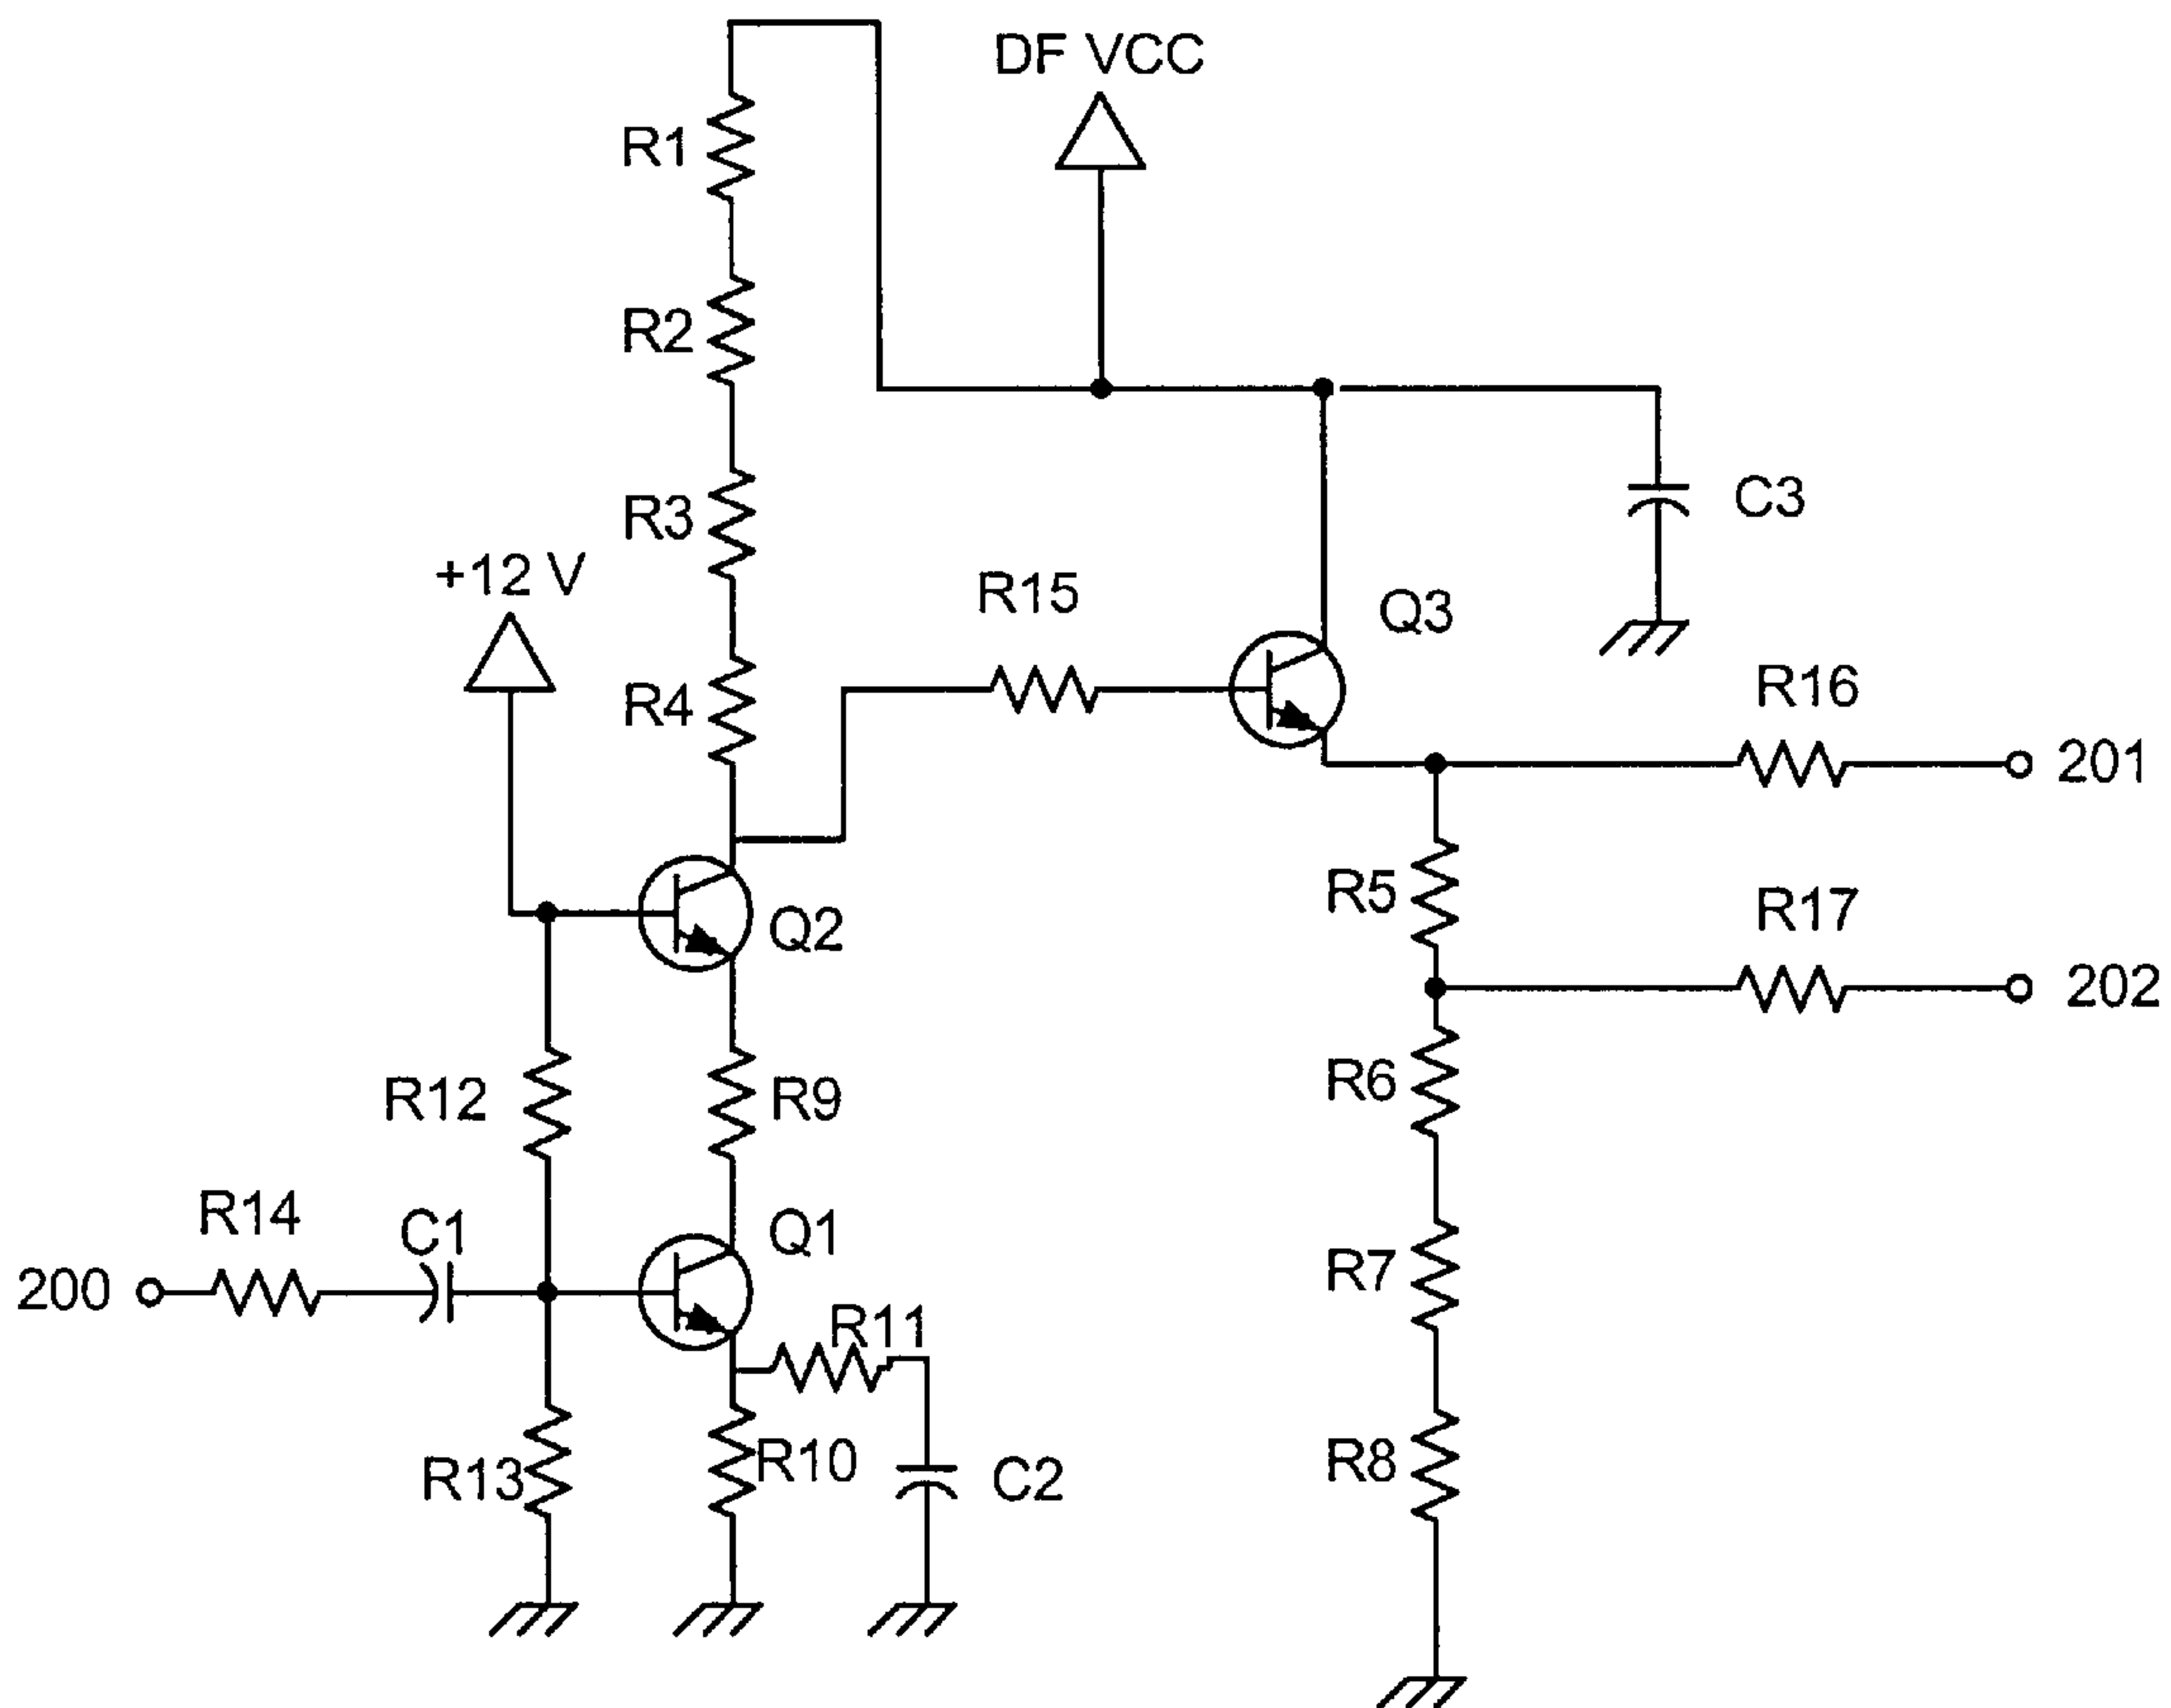 DF VCC
R1
R2
R3
C3
+12 V
R15
Q3
R4
R16
201
R5
R17
Q2
202
R12
R9
R6
R14
C1
Q1
200
R7
R11
R13
R10
C2
R8